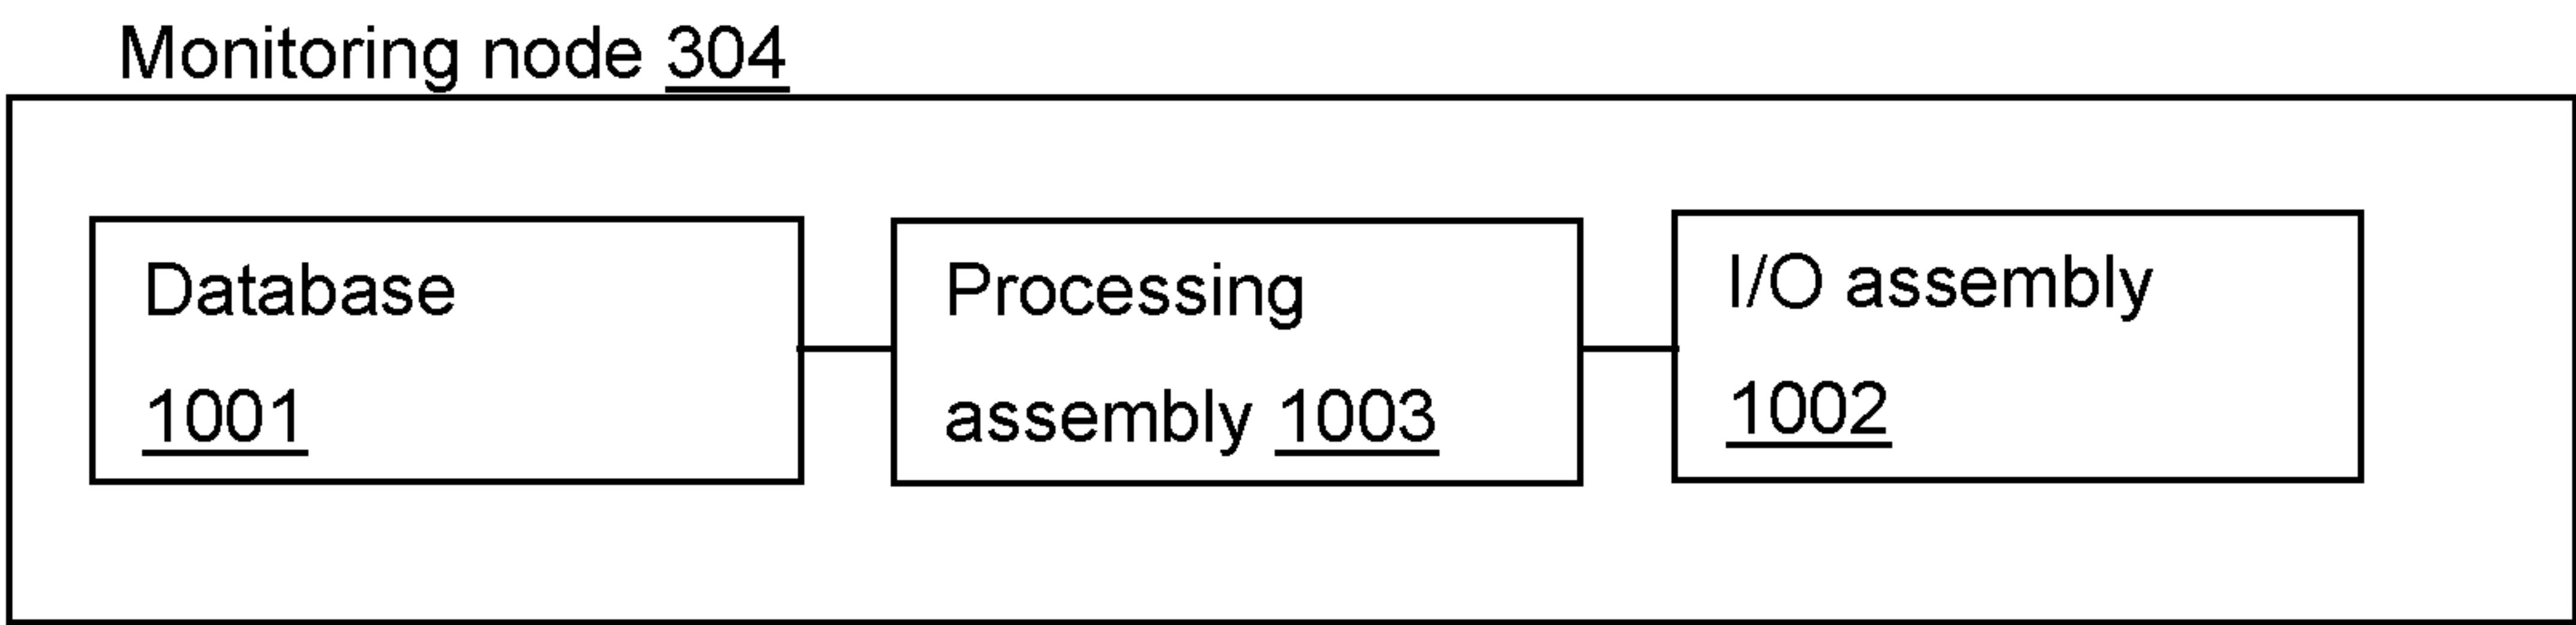 Monitoring node 304
Database
1001
Processing
assembly 1003
I/O assembly
1002